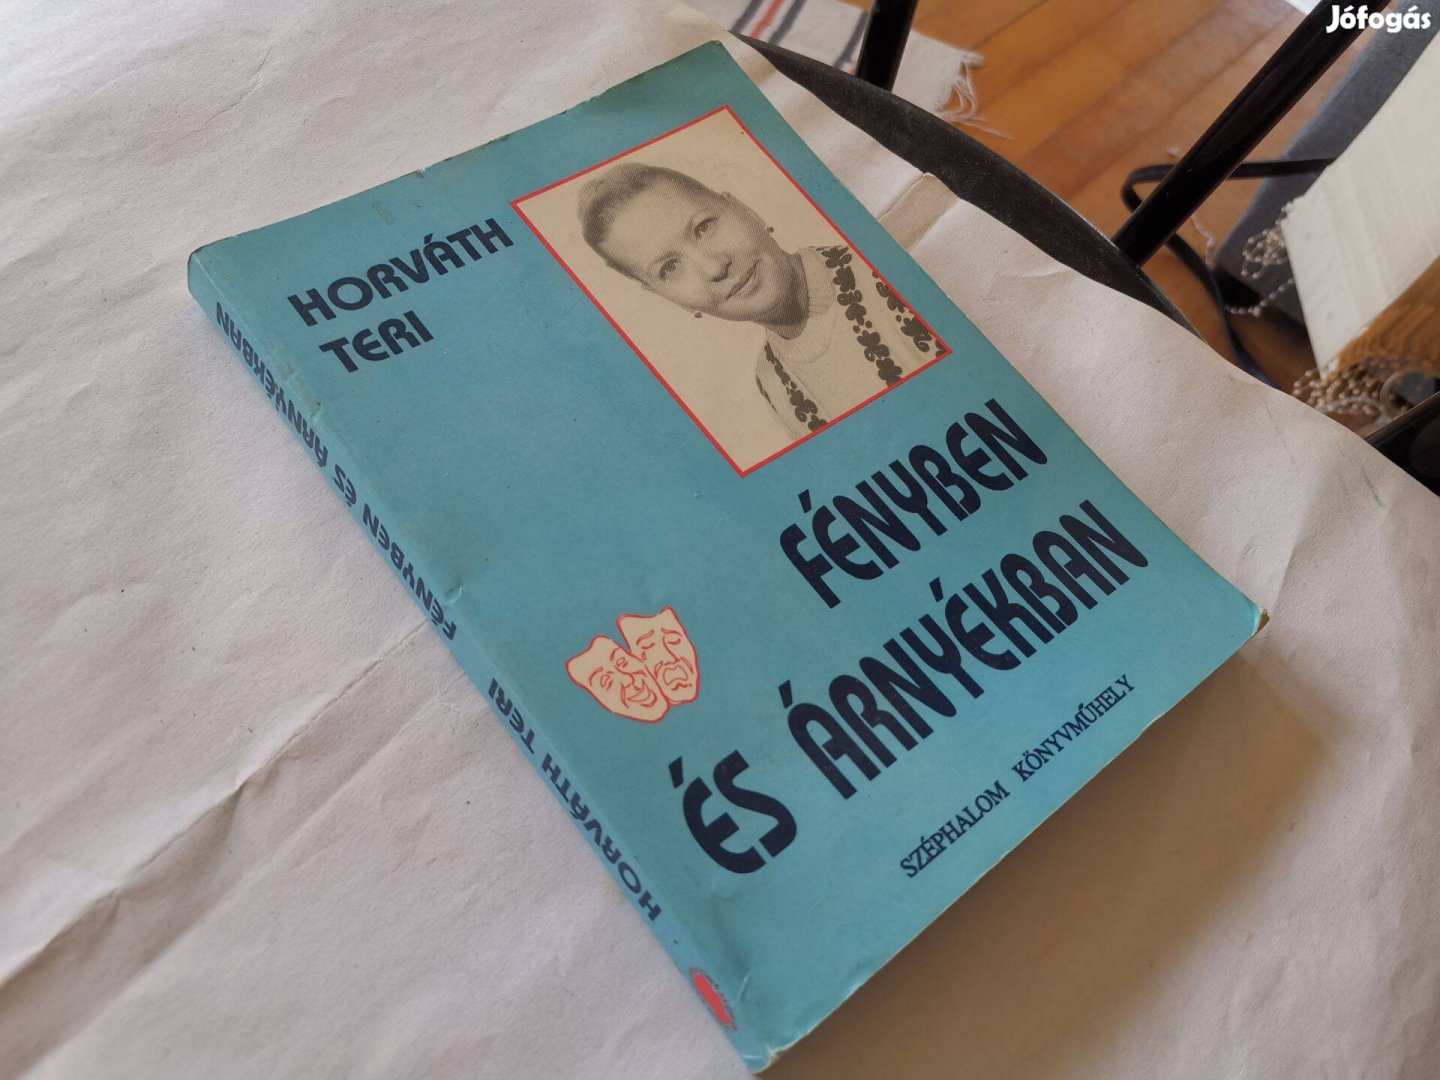 Jófogás
HORVÁTH
TERI
FÉNYBEN
ÉS ÁRNYÉKBAN
SZÉPHALOM KÖNYVMŰHELY
HORVÁTH TERI FÉNYBEN ÉS ÁRNYÉKBAN